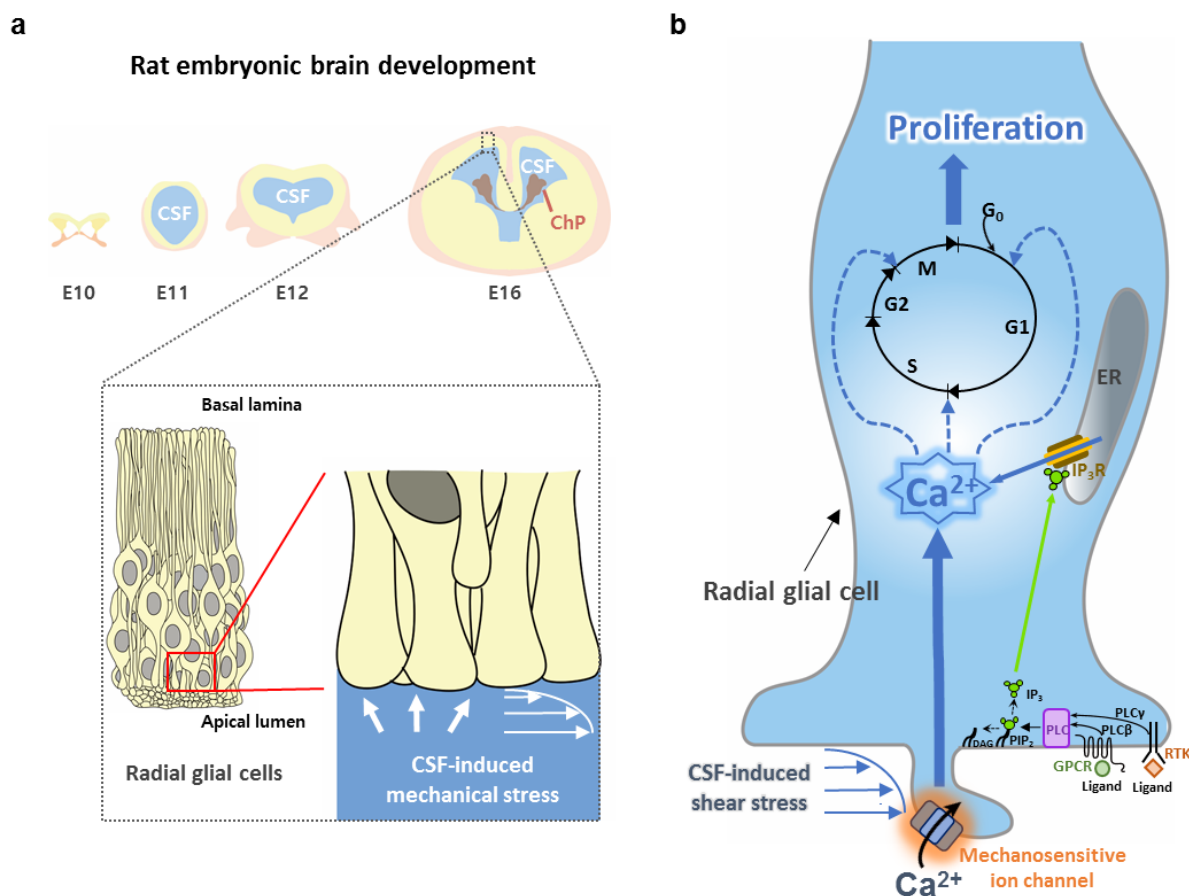 a
Rat embryonic brain development
CSF
CSF
CSF
ChP
E10
E11
E12
E16
Basal lamina
Apical lumen
Radial glial cells
CSF-induced
mechanical stress
b
Proliferation
G₀
M
G2
G1
S
ER
IP₃R
Ca²⁺
Radial glial cell
IP₃
PLCγ
PLC
PLCβ
DAG
PIP₂
RTK
GPCR
Ligand
Ligand
CSF-induced
shear stress
Mechanosensitive
ion channel
Ca²⁺